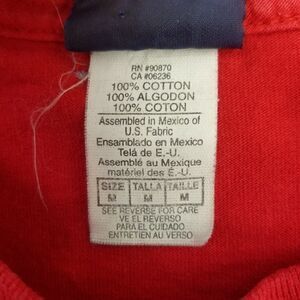 RN #90870
CA #06236
100% COTTON
100% ALGODON
100% COTON
Assembled in Mexico of
U.S. Fabric
Ensamblado en Mexico
Telá de E.-U.
Assemblé au Mexique
matériel des É.-U.
SIZE TALLA TAILLE
M M M
SEE REVERSE FOR CARE
VE EL REVERSO
PARA EL CUIDADO
ENTRETIEN AU VERSO